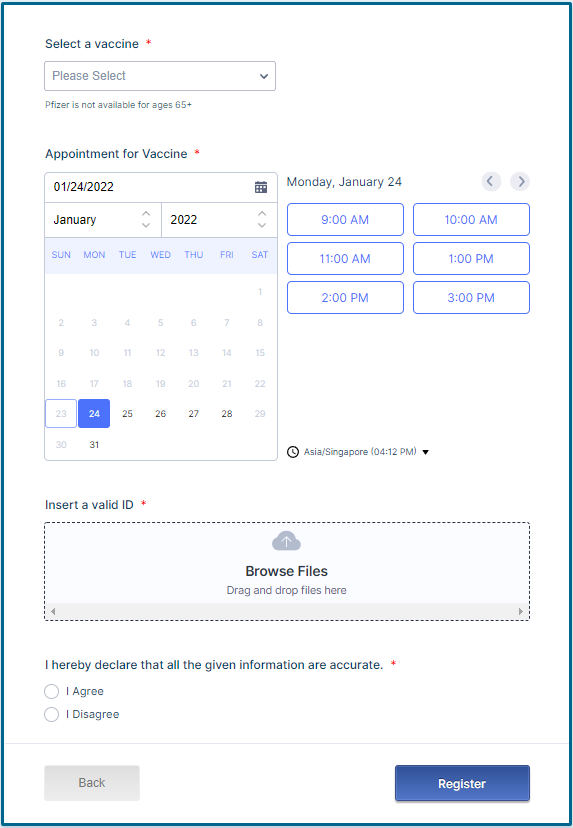 Select a vaccine *
Please Select
Pfizer is not available for ages 65+
Appointment for Vaccine *
01/24/2022
January 2022
SUN MON TUE WED THU FRI SAT
1
2 3 4 5 6 7 8
9 10 11 12 13 14 15
16 17 18 19 20 21 22
23 24 25 26 27 28 29
30 31
Monday, January 24
9:00 AM 10:00 AM
11:00 AM 1:00 PM
2:00 PM 3:00 PM
Asia/Singapore (04:12 PM)
Insert a valid ID *
Browse Files
Drag and drop files here
I hereby declare that all the given information are accurate. *
I Agree
I Disagree
Back Register